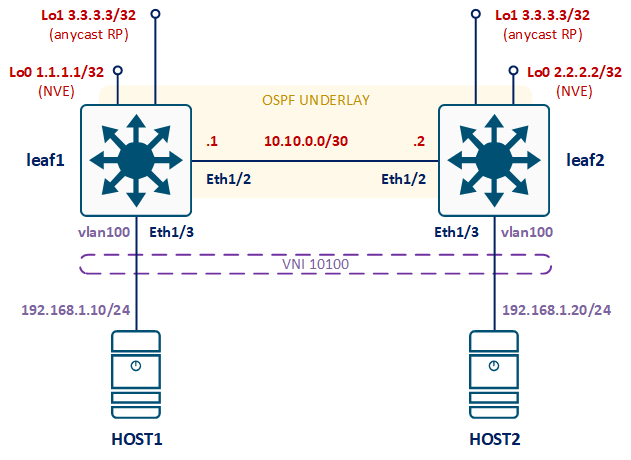 Lo1 3.3.3.3/32
(anycast RP)
Lo1 3.3.3.3/32
(anycast RP)
Lo0 1.1.1.1/32
(NVE)
Lo0 2.2.2.2/32
(NVE)
OSPF UNDERLAY
leaf1
.1
10.10.0.0/30
.2
leaf2
Eth1/2
Eth1/2
vlan100
Eth1/3
Eth1/3
vlan100
VNI 10100
192.168.1.10/24
192.168.1.20/24
HOST1
HOST2